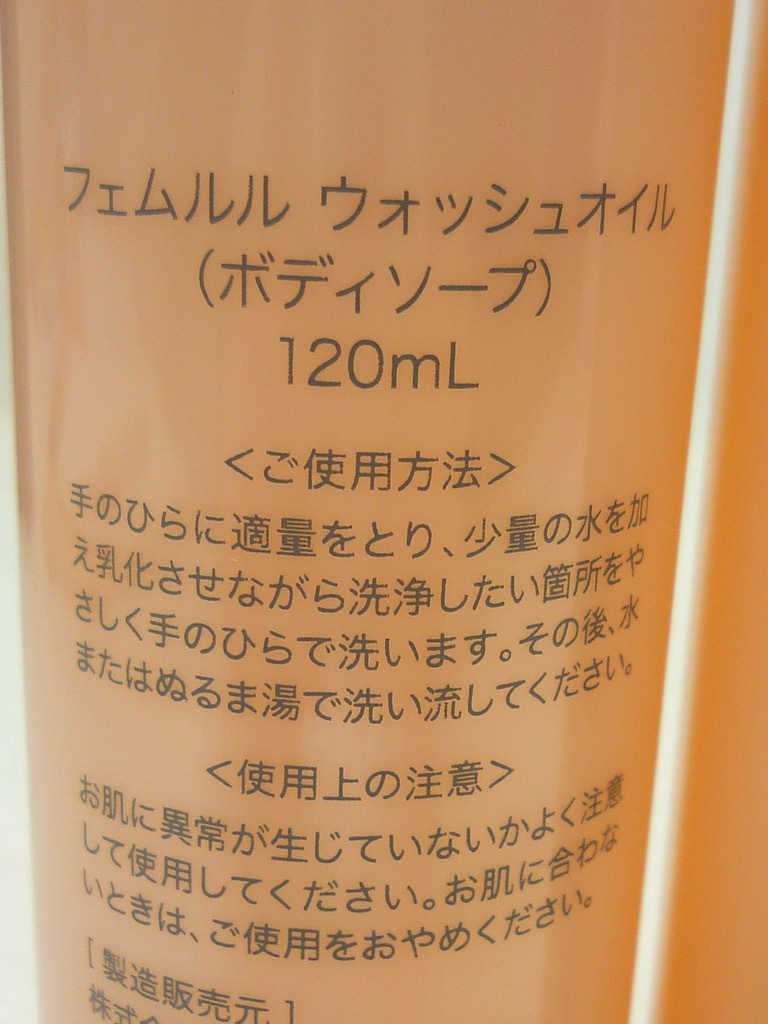 フェムルル ウォッシュオイル
（ボディソープ）
120mL
＜ご使用方法＞
手のひらに適量をとり、少量の水を加
え乳化させながら洗浄したい箇所をや
さしく手のひらで洗います。その後、水
またはぬるま湯で洗い流してください。
＜使用上の注意＞
お肌に異常が生じていないかよく注意
して使用してください。お肌に合わな
いときは、ご使用をおやめください。
[ 製造販売元 ]
株式